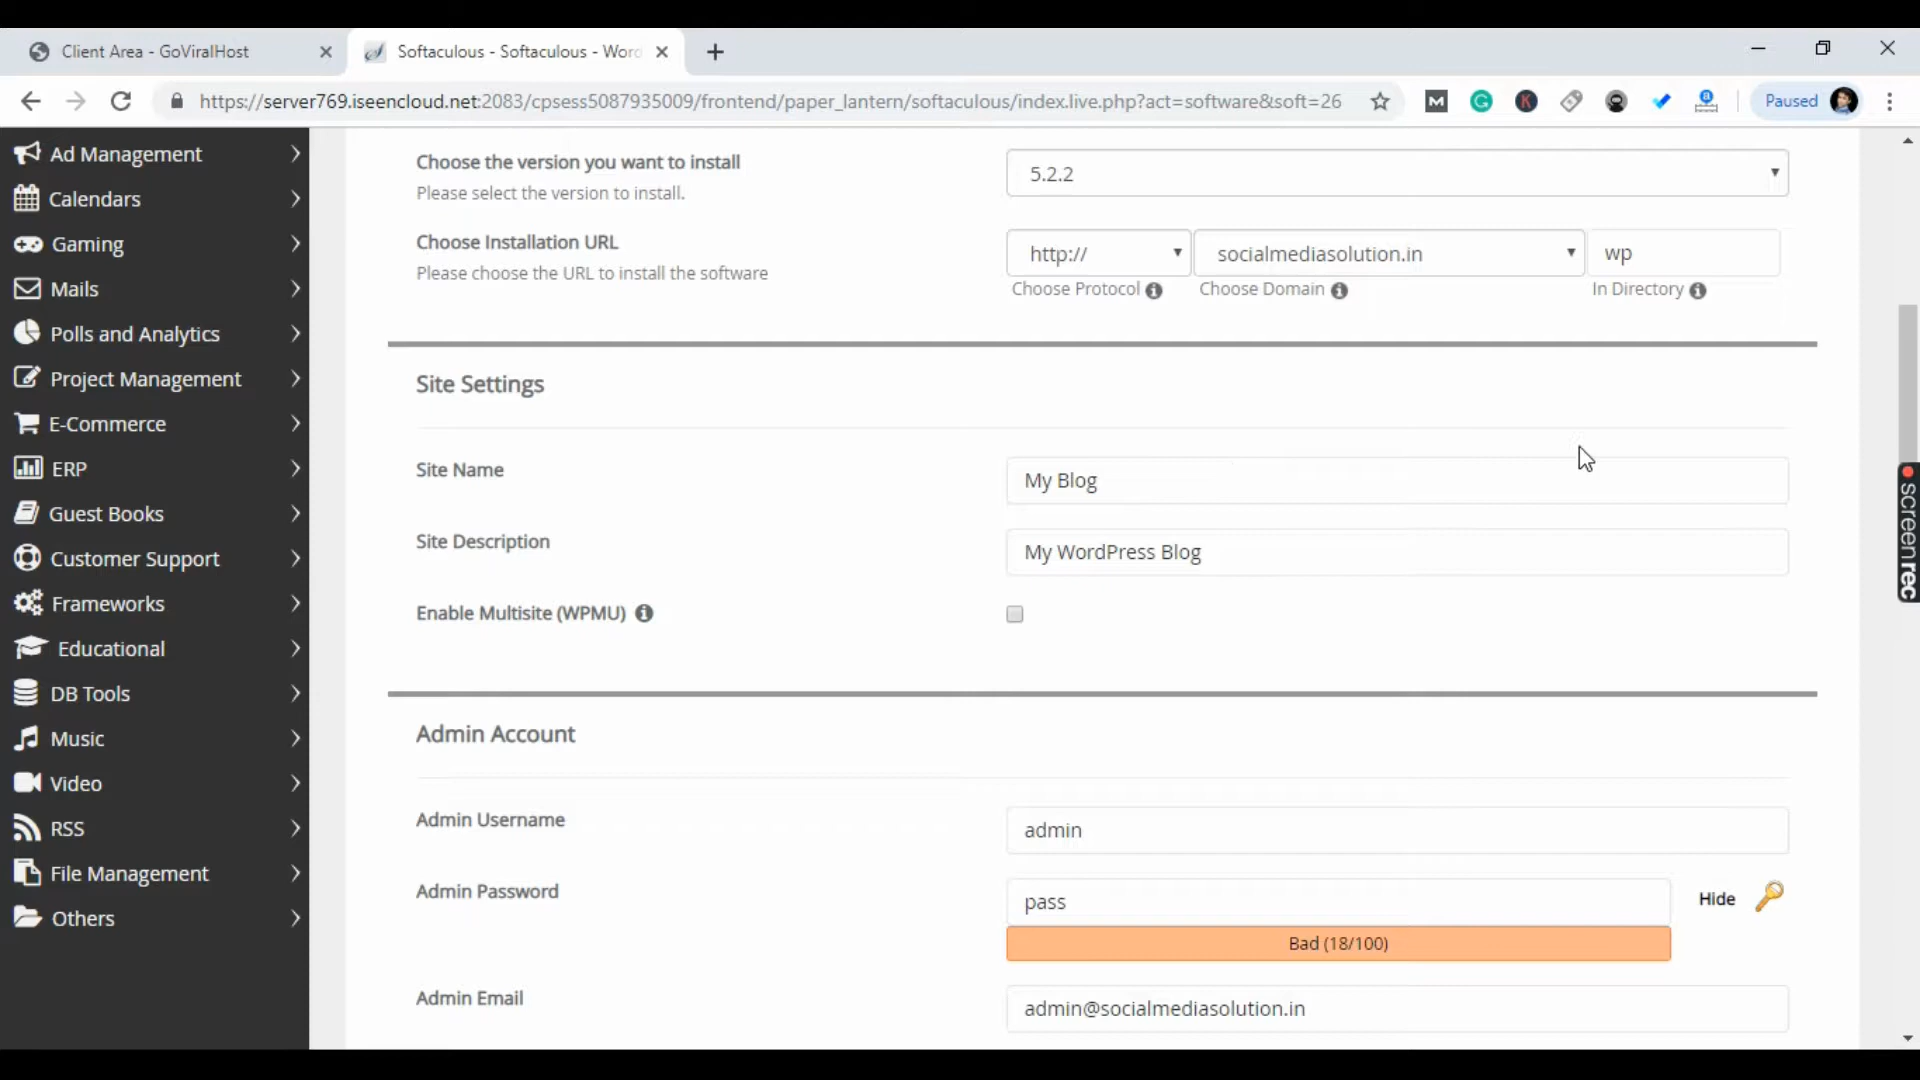 Client Area - GoViralHost
Softaculous - Softaculous - Wor
https://server769.iseencloud.net:2083/cpsess5087935009/frontend/paper_lantern/softaculous/index.live.php?act=software&soft=26
Paused
Ad Management
Calendars
Gaming
Mails
Polls and Analytics
Project Management
E-Commerce
ERP
Guest Books
Customer Support
Frameworks
Educational
DB Tools
Music
Video
RSS
File Management
Others
Choose the version you want to install
Please select the version to install.
5.2.2
Choose Installation URL
Please choose the URL to install the software
http://
socialmediasolution.in
wp
Choose Protocol
Choose Domain
In Directory
Site Settings
Site Name
My Blog
Site Description
My WordPress Blog
Enable Multisite (WPMU)
Admin Account
Admin Username
admin
Admin Password
pass
Hide
Bad (18/100)
Admin Email
admin@socialmediasolution.in
screenrec